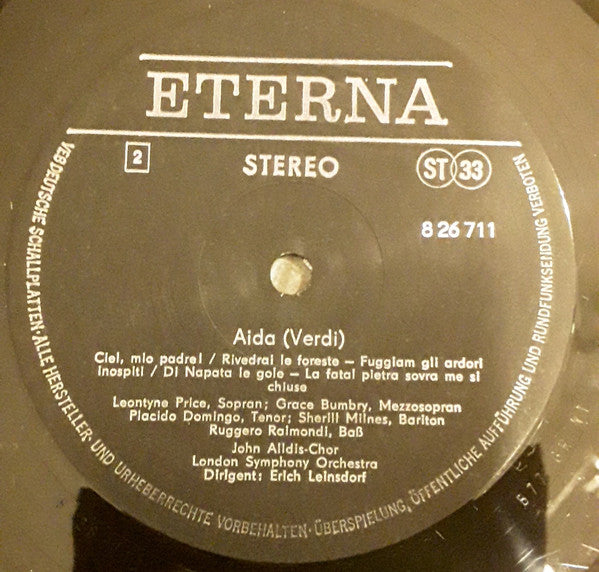 ETERNA
2
STEREO
ST 33
8 26 711
Aida (Verdi)
Ciel, mio padre! / Rivedrai le foreste – Fuggiam gli ardori
inospiti / Di Napata le gole – La fatal pietra sovra me si
chiuse
Leontyne Price, Sopran; Grace Bumbry, Mezzosopran
Placido Domingo, Tenor; Sherill Milnes, Bariton
Ruggero Raimondi, Baß
John Alldis-Chor
London Symphony Orchestra
Dirigent: Erich Leinsdorf
VEB DEUTSCHE SCHALLPLATTEN · ALLE HERSTELLER- UND URHEBERRECHTE VORBEHALTEN · ÜBERSPIELUNG, ÖFFENTLICHE AUFFÜHRUNG UND RUNDFUNKSENDUNG VERBOTEN